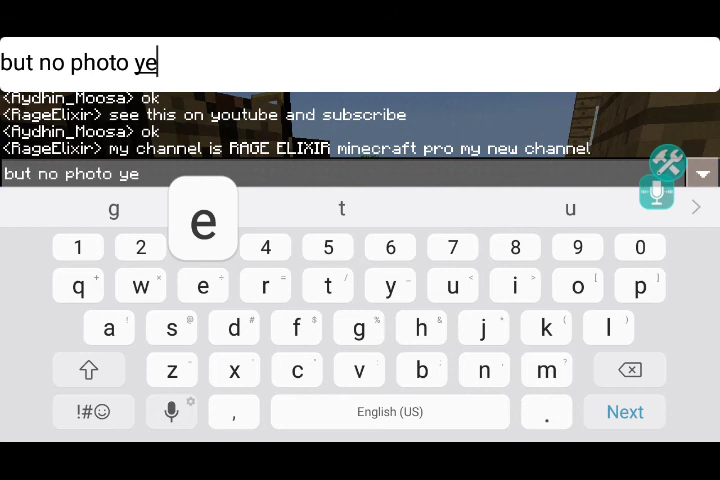 but no photo ye
<Aydhin_Moosa> ok
<RageElixir> see this on youtube and subscribe
<Aydhin_Moosa> ok
<RageElixir> my channel is RAGE ELIXIR minecraft pro my new channel
but no photo ye
g e t u
1 2 4 5 6 7 8 9 0
q + w × e ÷ r = t / y _ u < i > o [ p ]
a ! s @ d # f $ g % h & j * k ( l )
z - x ' c " v : b ; n , m ?
!#☺ , English (US) . Next